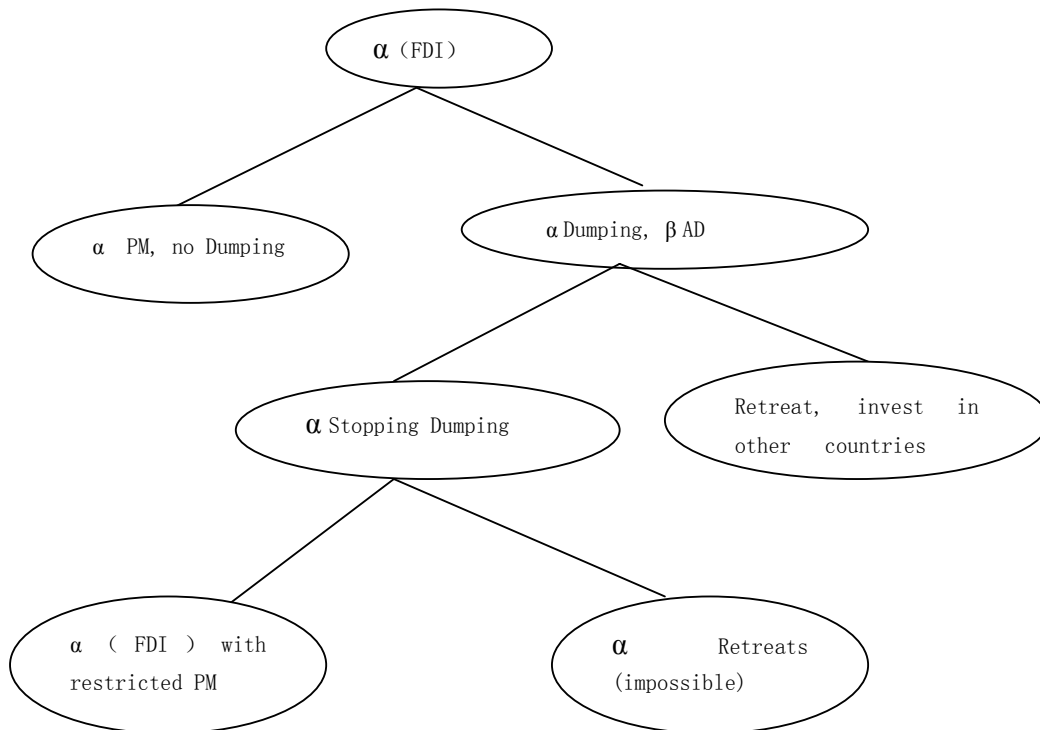 α (FDI)
α PM, no Dumping
α Dumping, β AD
α Stopping Dumping
Retreat, invest in
other countries
α ( FDI ) with
restricted PM
α Retreats
(impossible)